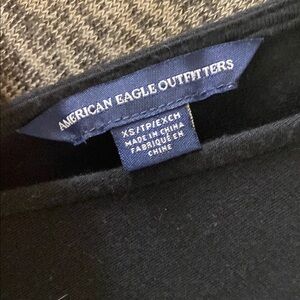 AMERICAN EAGLE OUTFITTERS
XS/TP/EXCH
MADE IN CHINA
FABRIQUÉ EN
CHINE